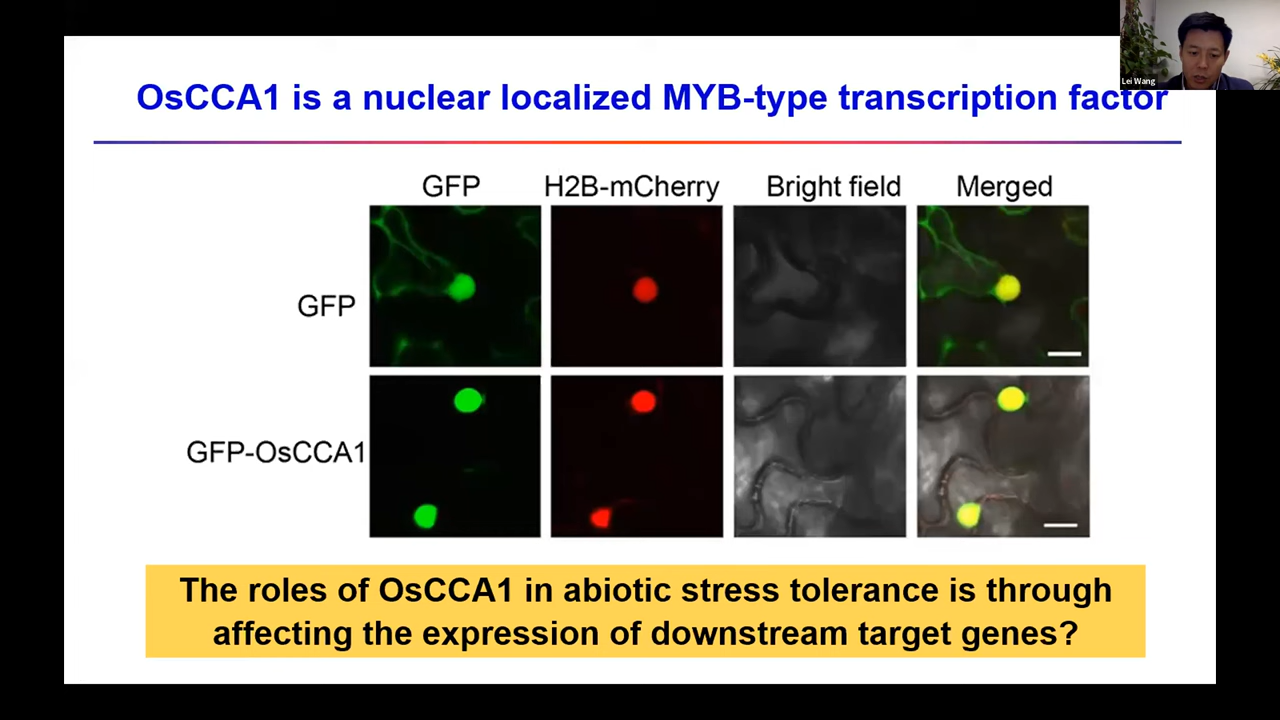 Lei Wang
OsCCA1 is a nuclear localized MYB-type transcription factor
GFP H2B-mCherry Bright field Merged
GFP
GFP-OsCCA1
The roles of OsCCA1 in abiotic stress tolerance is through
affecting the expression of downstream target genes?